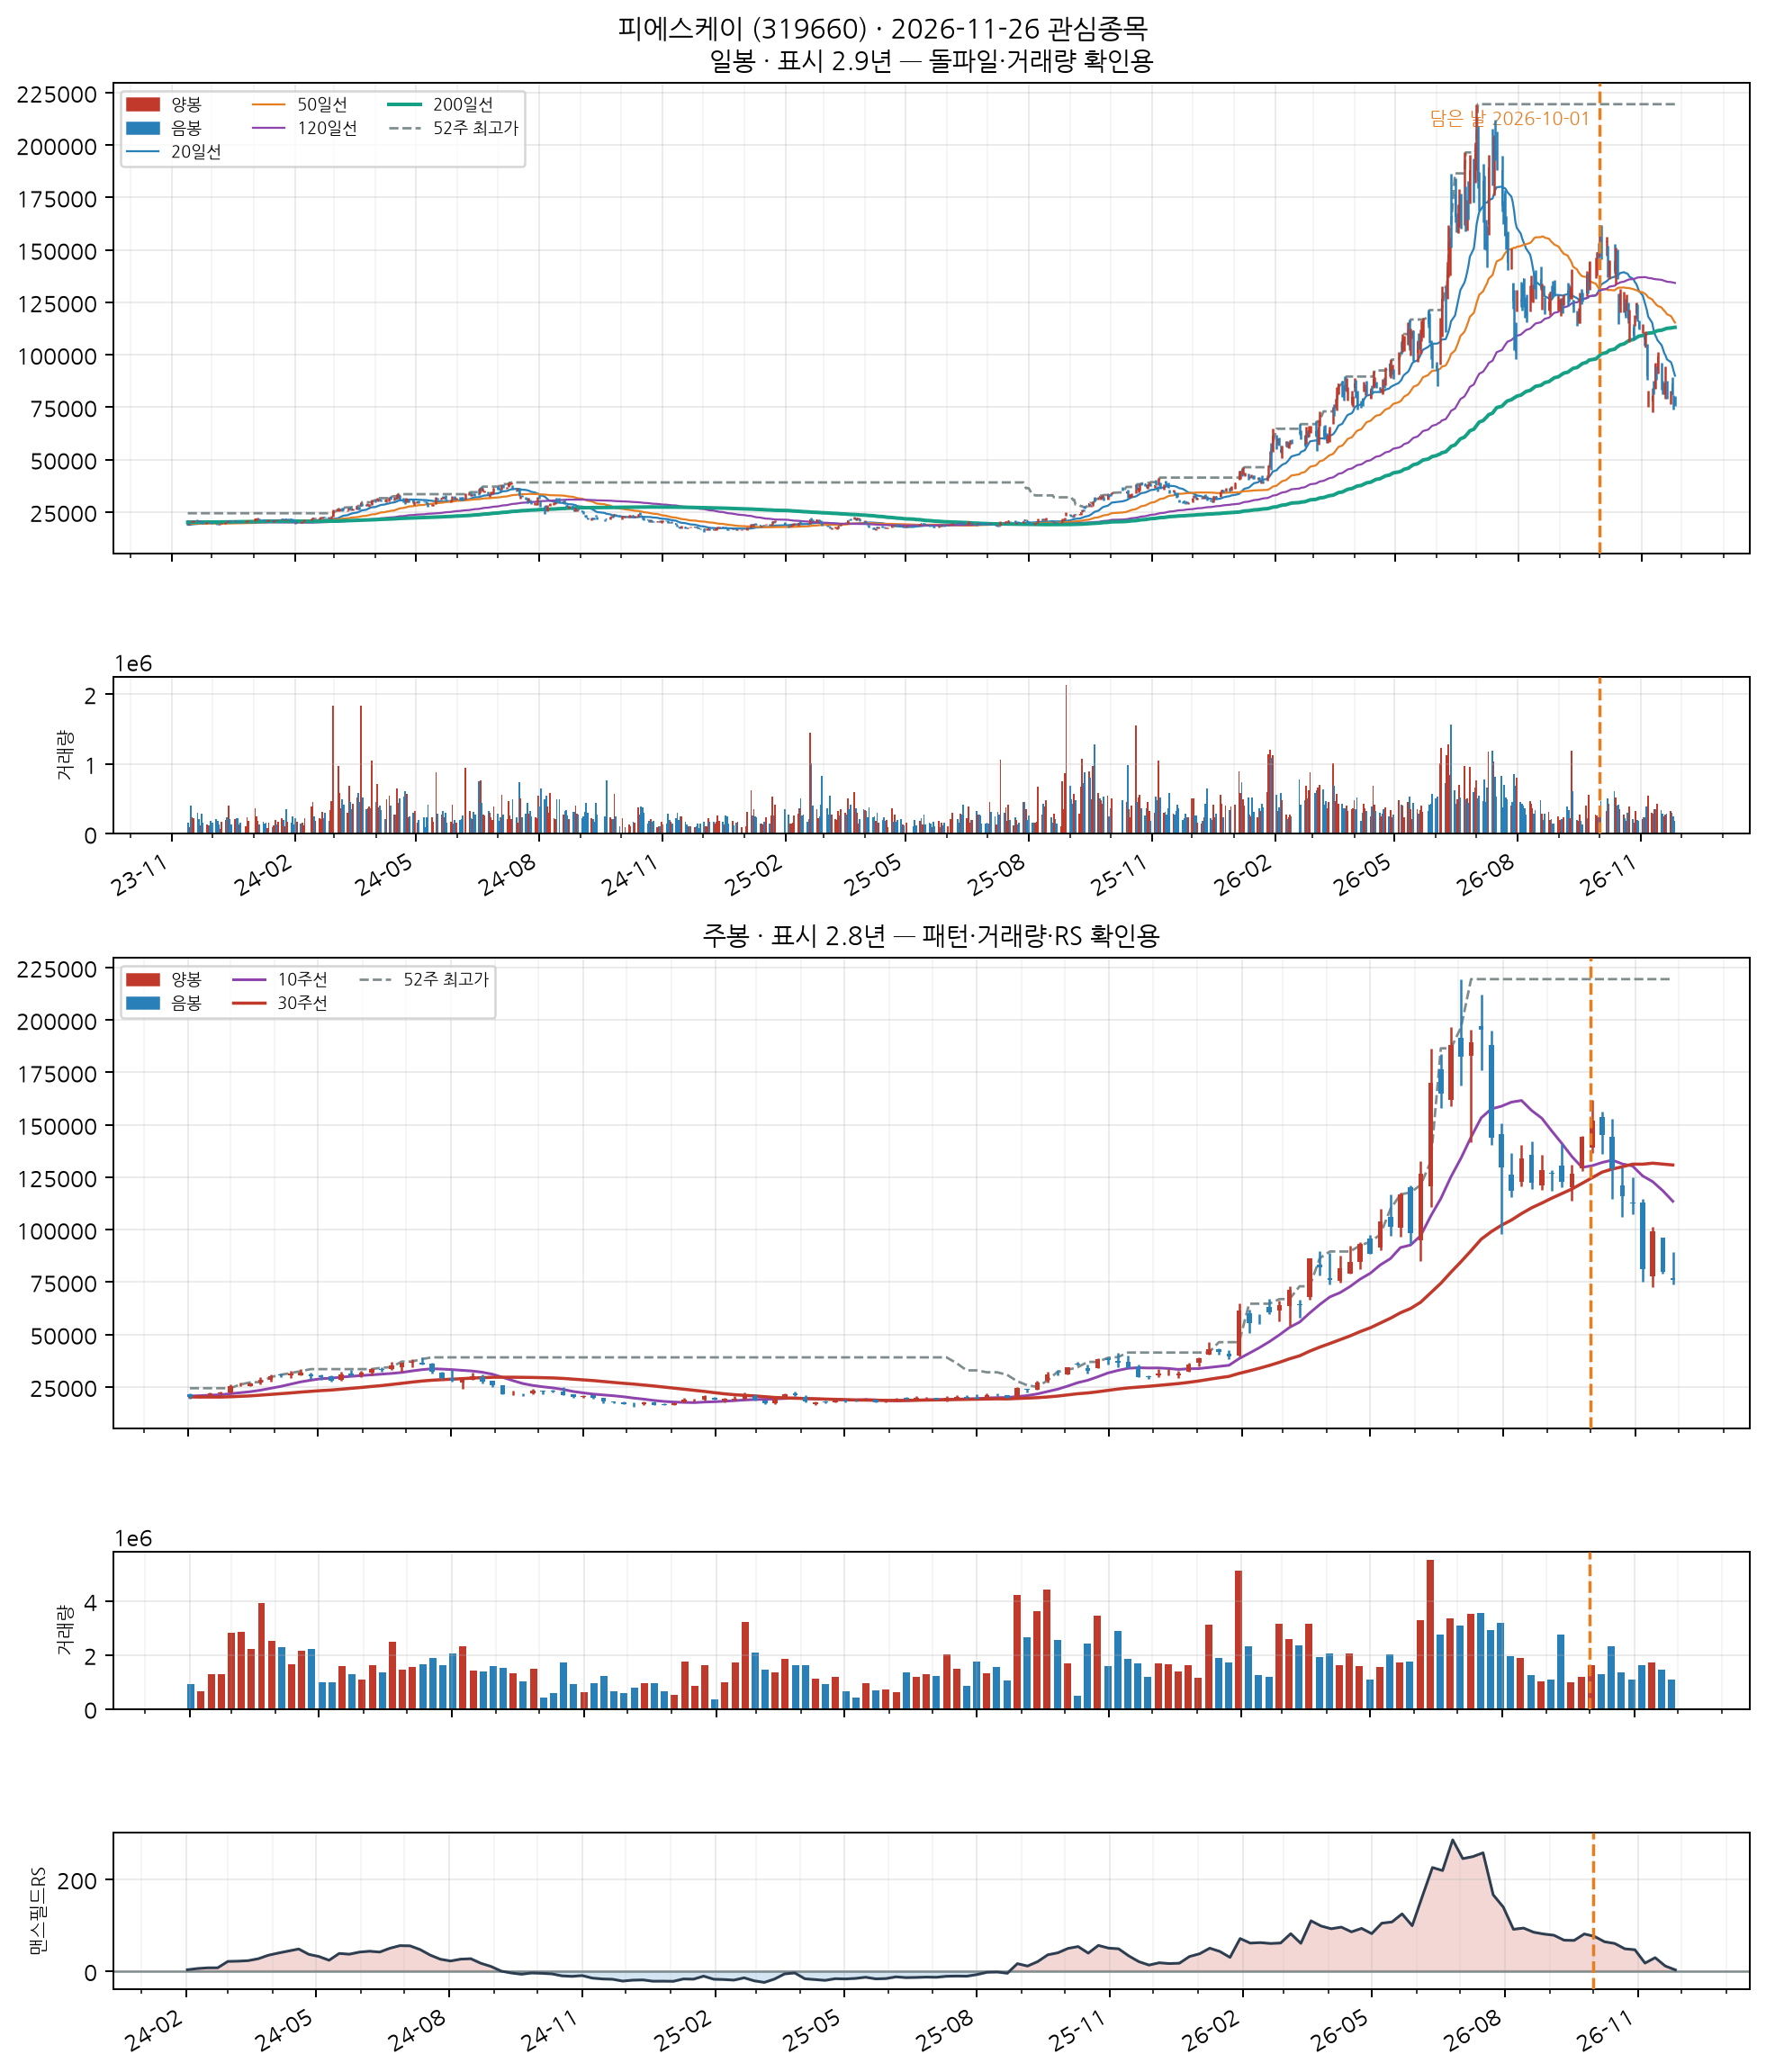 피에스케이 (319660) · 2026-11-26 관심종목
일봉 · 표시 2.9년 — 돌파일·거래량 확인용
양봉
음봉
20일선
50일선
120일선
200일선
52주 최고가
담은 날 2026-10-01
225000
200000
175000
150000
125000
100000
75000
50000
25000
1e6
거래량
2
1
0
23-11
24-02
24-05
24-08
24-11
25-02
25-05
25-08
25-11
26-02
26-05
26-08
26-11
주봉 · 표시 2.8년 — 패턴·거래량·RS 확인용
양봉
음봉
10주선
30주선
52주 최고가
225000
200000
175000
150000
125000
100000
75000
50000
25000
1e6
거래량
4
2
0
맨스필드RS
200
0
24-02
24-05
24-08
24-11
25-02
25-05
25-08
25-11
26-02
26-05
26-08
26-11